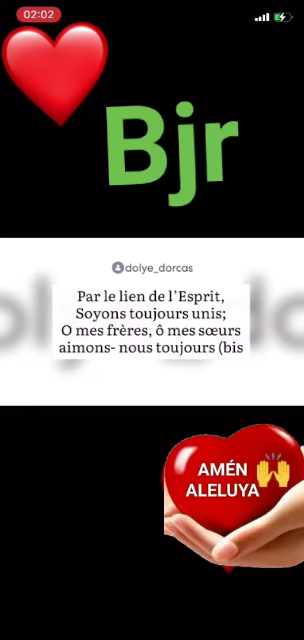 02:02
Bjr
dolye_dorcas
Par le lien de l'Esprit,
Soyons toujours unis;
O mes frères, ô mes sœurs
aimons- nous toujours (bis
AMÉN
ALELUYA